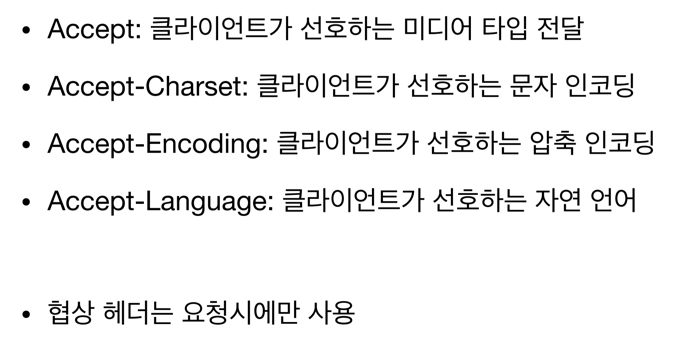 • Accept: 클라이언트가 선호하는 미디어 타입 전달
• Accept-Charset: 클라이언트가 선호하는 문자 인코딩
• Accept-Encoding: 클라이언트가 선호하는 압축 인코딩
• Accept-Language: 클라이언트가 선호하는 자연 언어
• 협상 헤더는 요청시에만 사용